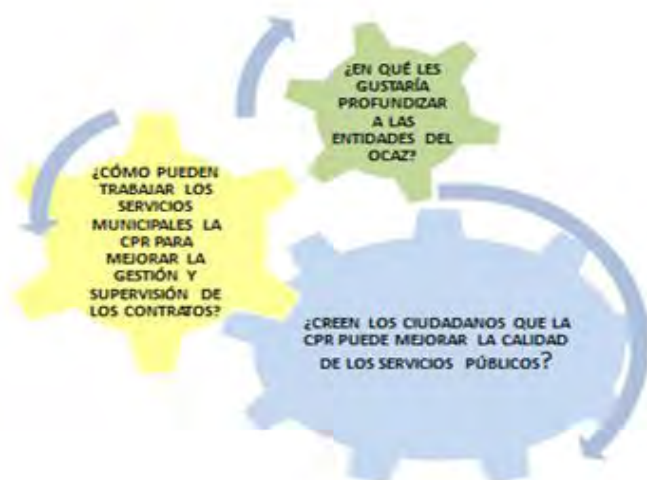 ¿EN QUÉ LES
GUSTARÍA
PROFUNDIZAR
A LAS
ENTIDADES DEL
OCAZ?
¿CÓMO PUEDEN
TRABAJAR LOS
SERVICIOS
MUNICIPALES LA
CPR PARA
MEJORAR LA
GESTIÓN Y
SUPERVISIÓN DE
LOS CONTRATOS?
¿CREEN LOS CIUDADANOS QUE LA
CPR PUEDE MEJORAR LA CALIDAD
DE LOS SERVICIOS PÚBLICOS?